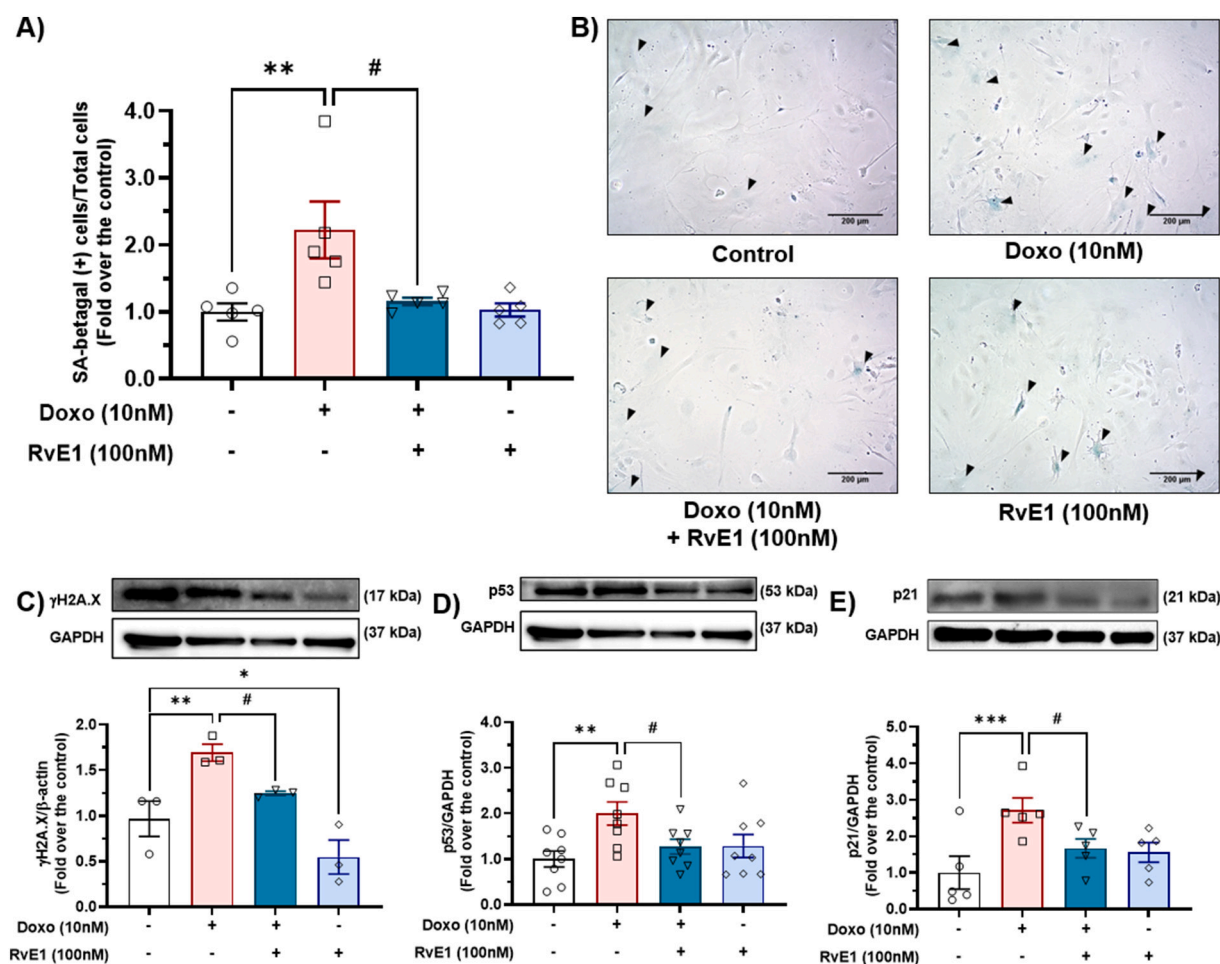 A)
** #
SA-betagal (+) cells/Total cells
(Fold over the control)
4.0
3.0
2.0
1.0
0.0
Doxo (10nM) - + + -
RvE1 (100nM) - - + +
B)
200 µm
Control
200 µm
Doxo (10nM)
200 µm
Doxo (10nM)
+ RvE1 (100nM)
200 µm
RvE1 (100nM)
C)
γH2A.X (17 kDa)
GAPDH (37 kDa)
*
** #
γH2A.X/β-actin
(Fold over the control)
2.0
1.5
1.0
0.5
0.0
Doxo (10nM) - + + -
RvE1 (100nM) - - + +
D)
p53 (53 kDa)
GAPDH (37 kDa)
** #
p53/GAPDH
(Fold over the control)
4.0
3.0
2.0
1.0
0.0
Doxo (10nM) - + + -
RvE1 (100nM) - - + +
E)
p21 (21 kDa)
GAPDH (37 kDa)
*** #
p21/GAPDH
(Fold over the control)
5.0
4.0
3.0
2.0
1.0
0.0
Doxo (10nM) - + + -
RvE1 (100nM) - - + +